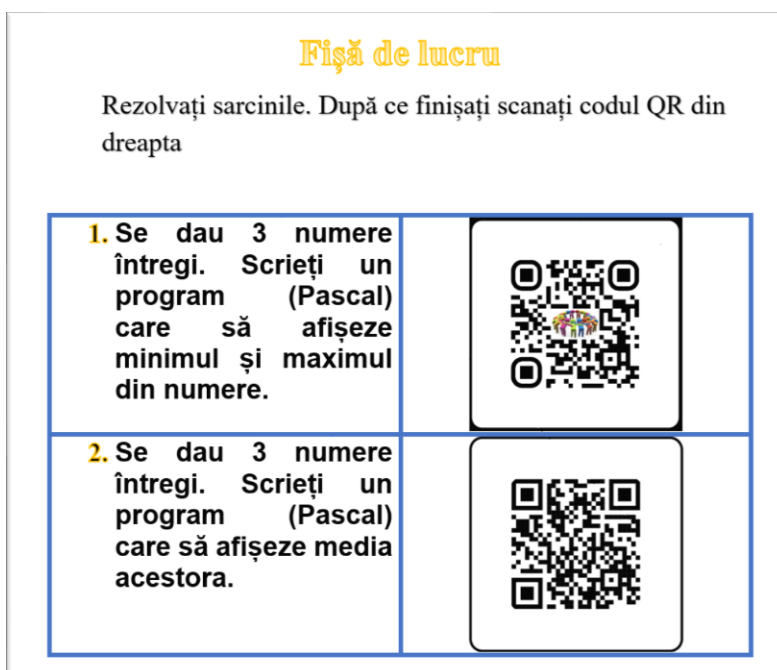 Fișă de lucru
Rezolvați sarcinile. După ce finișați scanați codul QR din
dreapta
1. Se dau 3 numere
întregi. Scrieți un
program (Pascal)
care să afișeze
minimul și maximul
din numere.
2. Se dau 3 numere
întregi. Scrieți un
program (Pascal)
care să afișeze media
acestora.